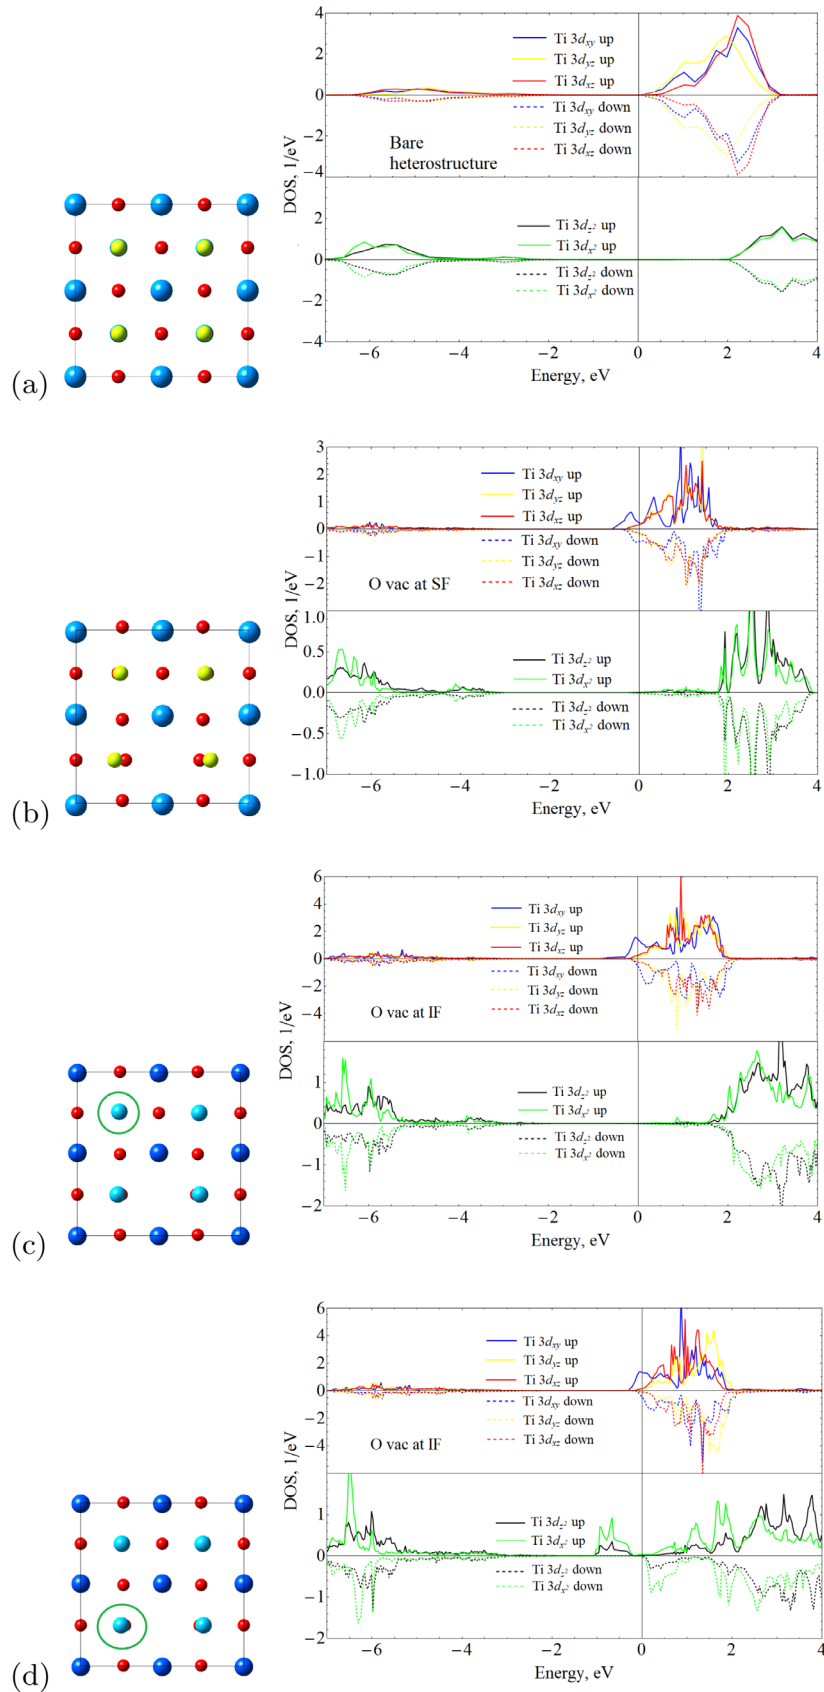 (a)
DOS, 1/eV
4
2
0
−2
−4
Ti 3dxy up
Ti 3dyz up
Ti 3dxz up
Ti 3dxy down
Ti 3dyz down
Ti 3dxz down
Bare
heterostructure
2
0
−2
−4
Ti 3dz² up
Ti 3dx² up
Ti 3dz² down
Ti 3dx² down
−6 −4 −2 0 2 4
Energy, eV
(b)
DOS, 1/eV
3
2
1
0
−1
−2
Ti 3dxy up
Ti 3dyz up
Ti 3dxz up
Ti 3dxy down
Ti 3dyz down
Ti 3dxz down
O vac at SF
1.0
0.5
0.0
−0.5
−1.0
Ti 3dz² up
Ti 3dx² up
Ti 3dz² down
Ti 3dx² down
−6 −4 −2 0 2 4
Energy, eV
(c)
DOS, 1/eV
6
4
2
0
−2
−4
Ti 3dxy up
Ti 3dyz up
Ti 3dxz up
Ti 3dxy down
Ti 3dyz down
Ti 3dxz down
O vac at IF
1
0
−1
−2
Ti 3dz² up
Ti 3dx² up
Ti 3dz² down
Ti 3dx² down
−6 −4 −2 0 2 4
Energy, eV
(d)
DOS, 1/eV
6
4
2
0
−2
−4
Ti 3dxy up
Ti 3dyz up
Ti 3dxz up
Ti 3dxy down
Ti 3dyz down
Ti 3dxz down
O vac at IF
1
0
−1
−2
Ti 3dz² up
Ti 3dx² up
Ti 3dz² down
Ti 3dx² down
−6 −4 −2 0 2 4
Energy, eV